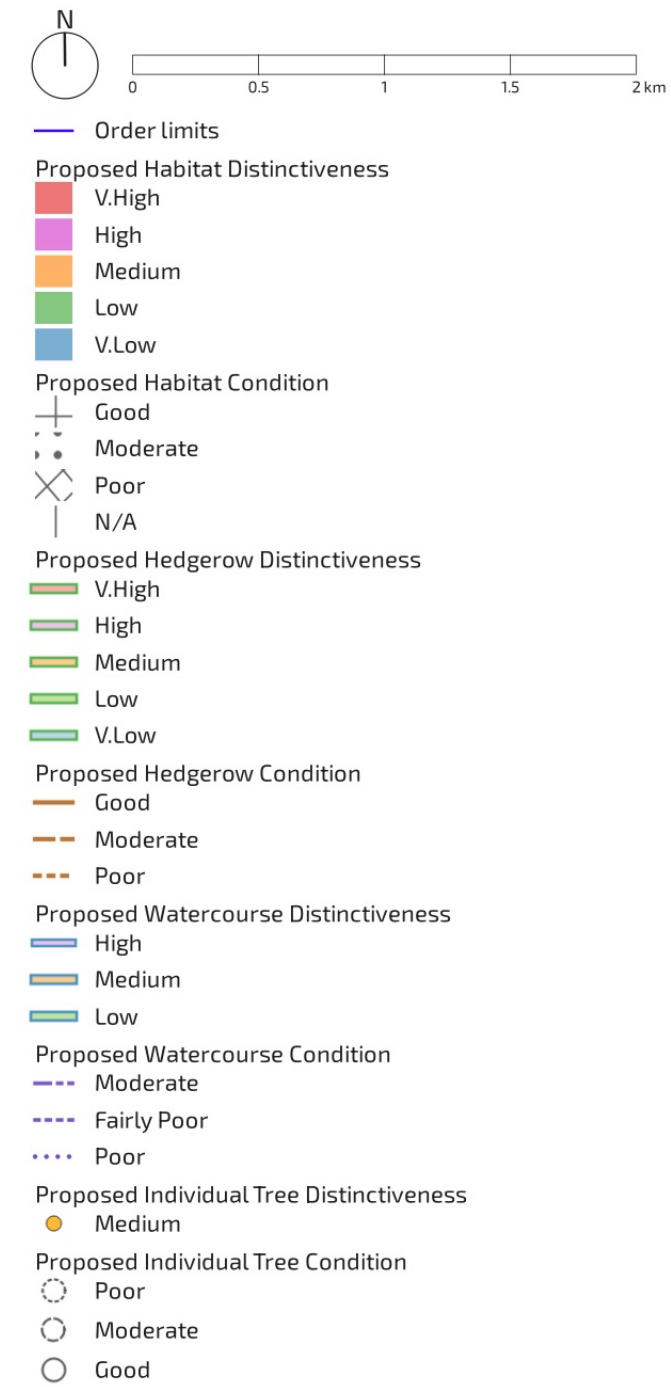 N
0 0.5 1 1.5 2 km
Order limits
Proposed Habitat Distinctiveness
V.High
High
Medium
Low
V.Low
Proposed Habitat Condition
Good
Moderate
Poor
N/A
Proposed Hedgerow Distinctiveness
V.High
High
Medium
Low
V.Low
Proposed Hedgerow Condition
Good
Moderate
Poor
Proposed Watercourse Distinctiveness
High
Medium
Low
Proposed Watercourse Condition
Moderate
Fairly Poor
Poor
Proposed Individual Tree Distinctiveness
Medium
Proposed Individual Tree Condition
Poor
Moderate
Good